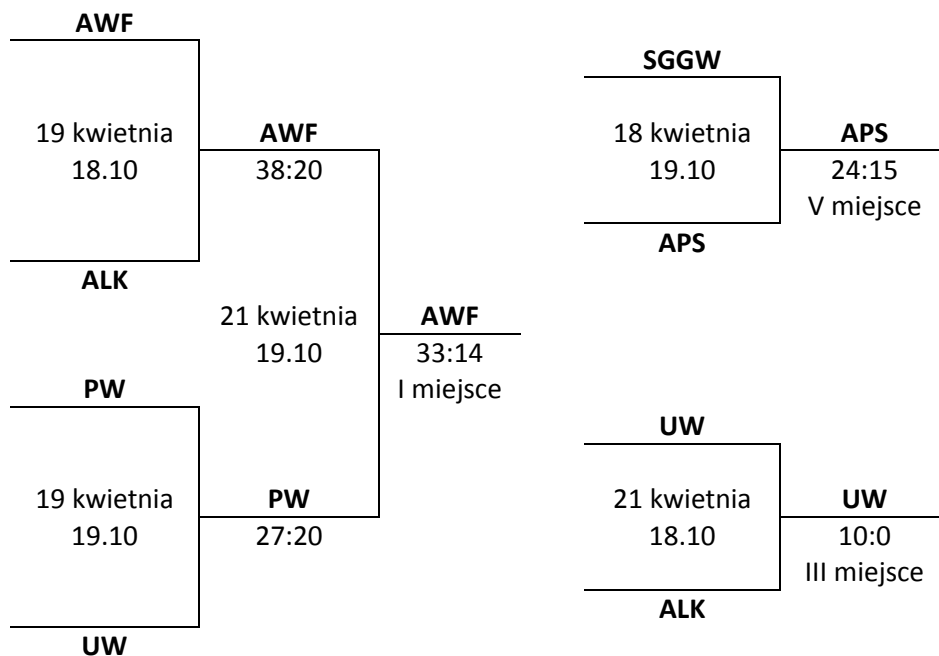 AWF
19 kwietnia
18.10
ALK
AWF
38:20
PW
19 kwietnia
19.10
UW
PW
27:20
21 kwietnia
19.10
AWF
33:14
I miejsce
SGGW
18 kwietnia
19.10
APS
APS
24:15
V miejsce
UW
21 kwietnia
18.10
ALK
UW
10:0
III miejsce